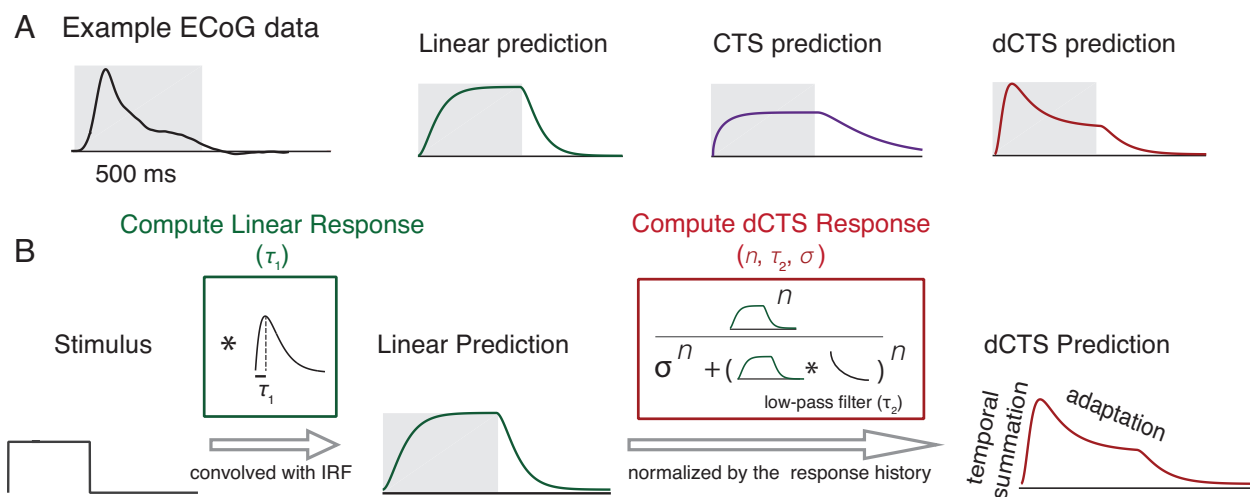 A
Example ECoG data
Linear prediction
CTS prediction
dCTS prediction
500 ms
B
Compute Linear Response
(τ1)
Compute dCTS Response
(n, τ2, σ)
Stimulus
*
τ1
Linear Prediction
n
σn + ( * )n
low-pass filter (τ2)
dCTS Prediction
temporal
summation
adaptation
convolved with IRF
normalized by the response history